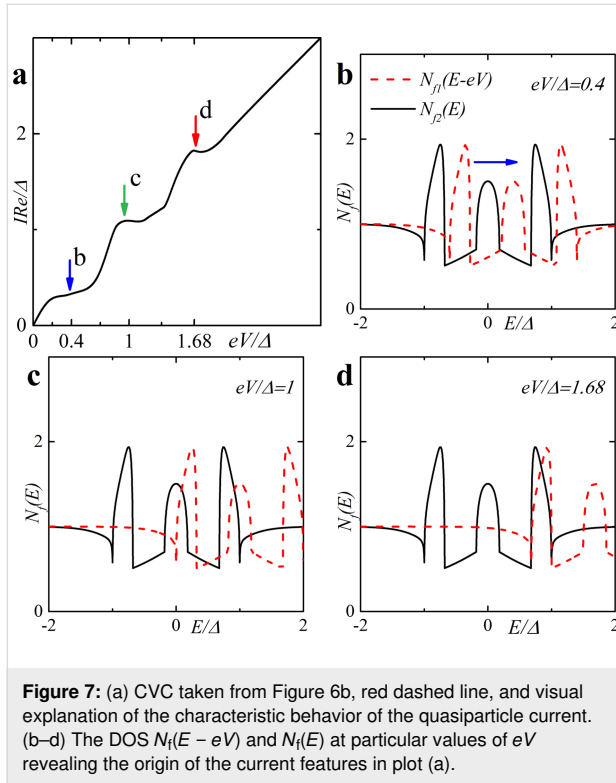 a
IRe/Δ
2
0
b
c
d
0 0.4 1 1.68 eV/Δ
b
N_f1(E-eV)
N_f2(E)
eV/Δ=0.4
N_f(E)
2
0
-2 0 E/Δ 2
c
eV/Δ=1
N_f(E)
2
0
-2 0 E/Δ 2
d
eV/Δ=1.68
N_f(E)
2
0
-2 0 E/Δ 2
Figure 7: (a) CVC taken from Figure 6b, red dashed line, and visual
explanation of the characteristic behavior of the quasiparticle current.
(b–d) The DOS N_f(E − eV) and N_f(E) at particular values of eV
revealing the origin of the current features in plot (a).